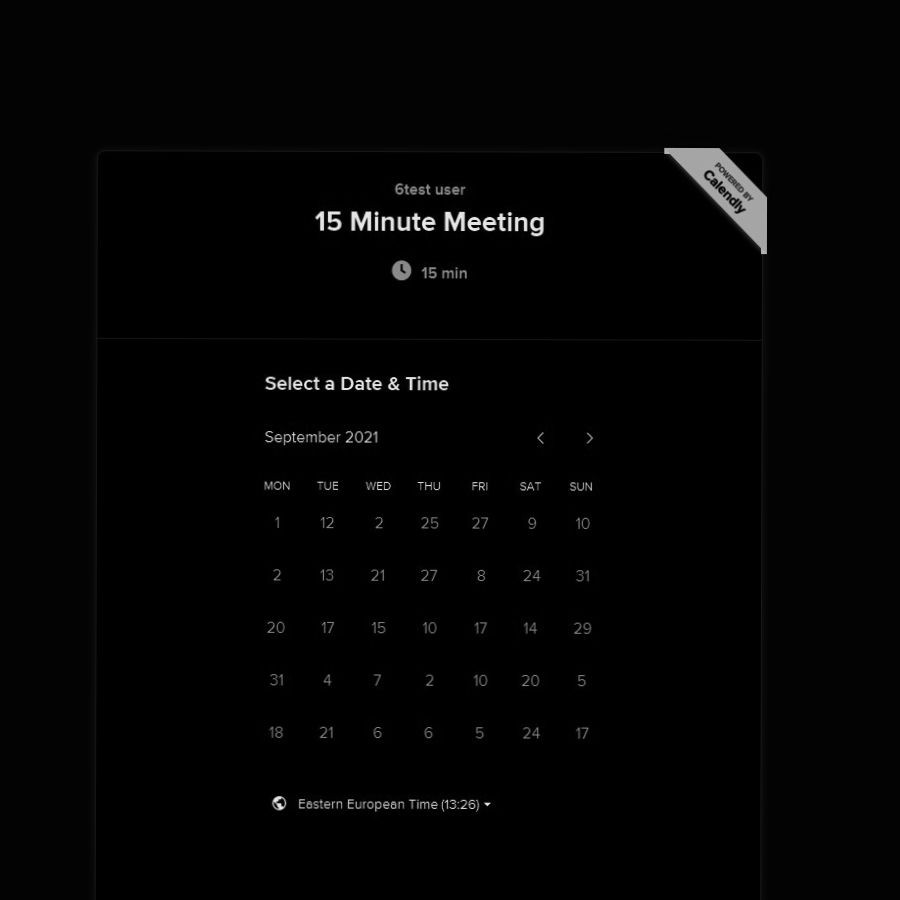 POWERED BY
Calendly
6test user
15 Minute Meeting
15 min
Select a Date & Time
September 2021
MON TUE WED THU FRI SAT SUN
1 12 2 25 27 9 10
2 13 21 27 8 24 31
20 17 15 10 17 14 29
31 4 7 2 10 20 5
18 21 6 6 5 24 17
Eastern European Time (13:26)